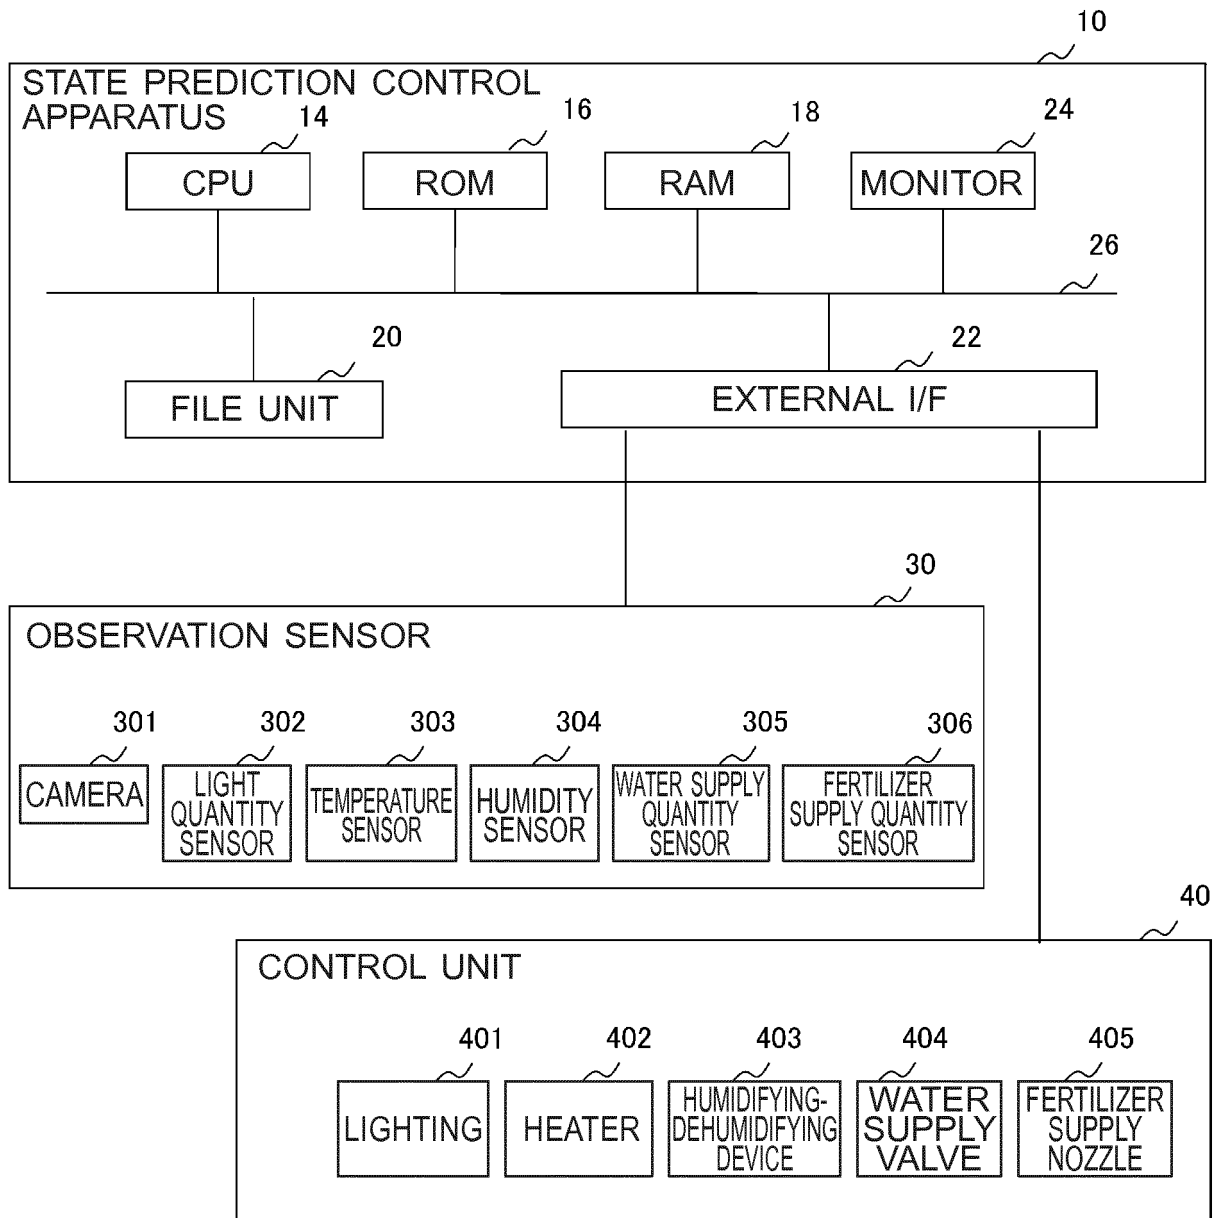 10
STATE PREDICTION CONTROL
APPARATUS
14
16
18
24
CPU
ROM
RAM
MONITOR
26
20
22
FILE UNIT
EXTERNAL I/F
30
OBSERVATION SENSOR
301
302
303
304
305
306
CAMERA
LIGHT
QUANTITY
SENSOR
TEMPERATURE
SENSOR
HUMIDITY
SENSOR
WATER SUPPLY
QUANTITY
SENSOR
FERTILIZER
SUPPLY QUANTITY
SENSOR
40
CONTROL UNIT
401
402
403
404
405
LIGHTING
HEATER
HUMIDIFYING-
DEHUMIDIFYING
DEVICE
WATER
SUPPLY
VALVE
FERTILIZER
SUPPLY
NOZZLE